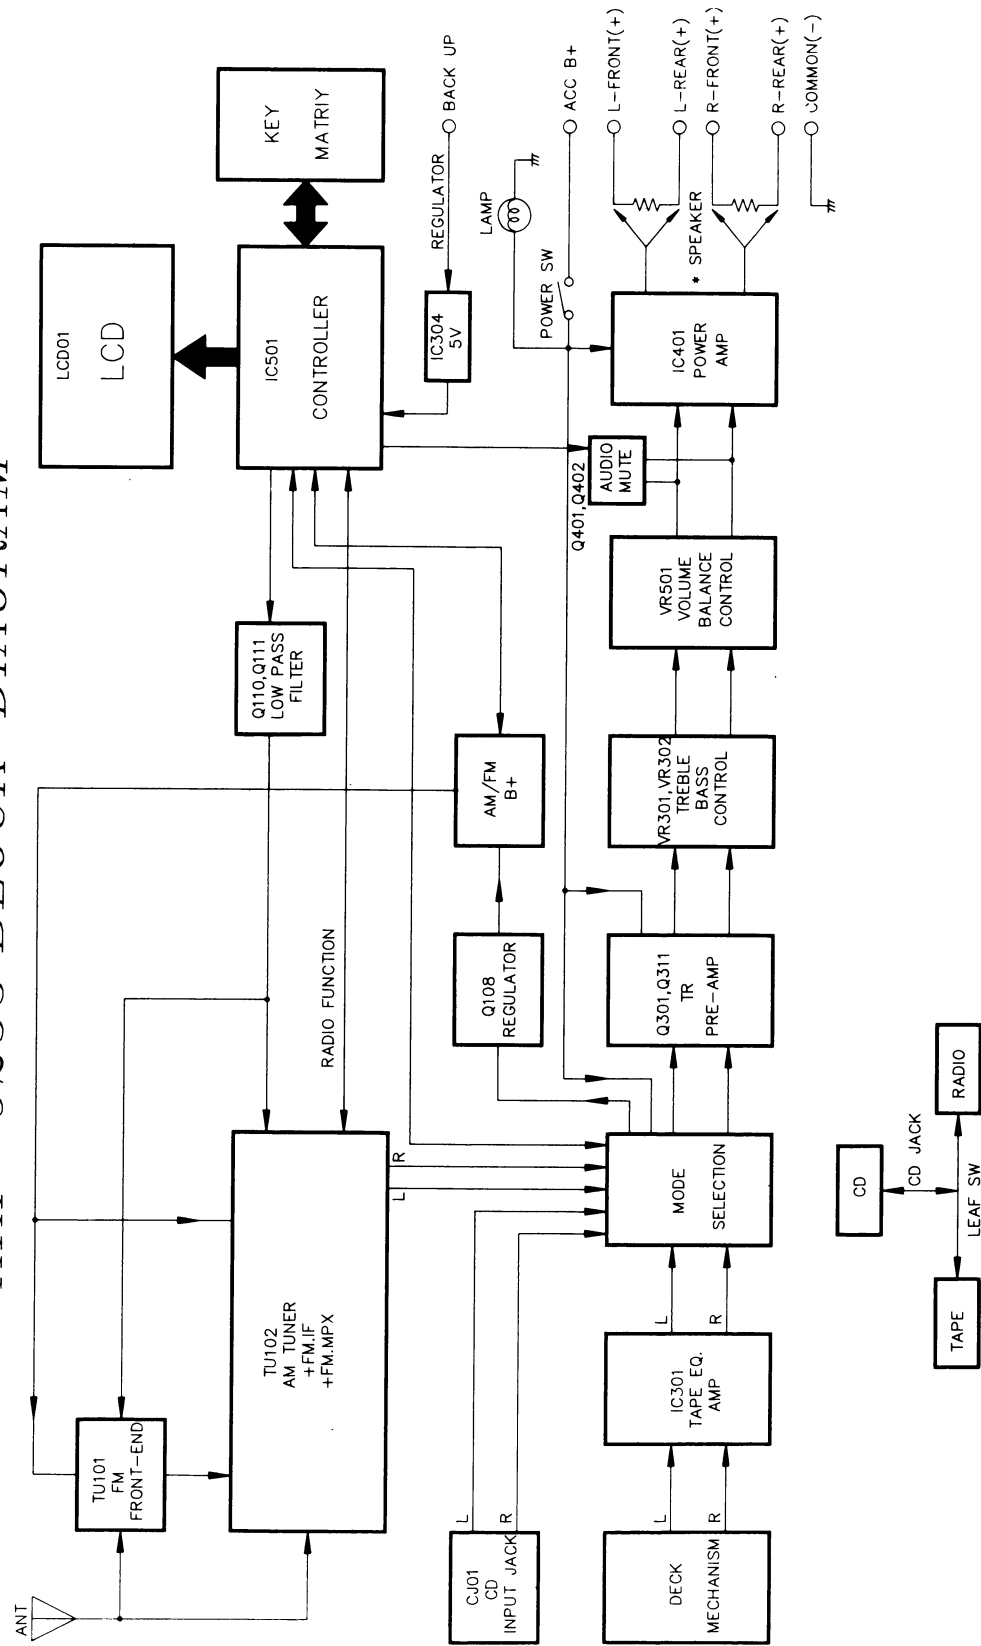 BLOCK DIAGRAM
ANT
TU101
FM
FRONT-END
TU102
AM TUNER
+FM.IF
+FM.MPX
Q110,Q111
LOW PASS
FILTER
LCD01
LCD
IC501
CONTROLLER
KEY
MATRIY
RADIO FUNCTION
L
R
AM/FM
B+
Q108
REGULATOR
IC304
5V
REGULATOR
BACK UP
LAMP
POWER SW
ACC B+
CJ01
CD
INPUT JACK
L
R
DECK
MECHANISM
L
R
IC301
TAPE EQ.
AMP
L
R
MODE
SELECTION
Q301,Q311
TR
PRE-AMP
VR301,VR302
TREBLE
BASS
CONTROL
VR501
VOLUME
BALANCE
CONTROL
Q401,Q402
AUDIO
MUTE
IC401
POWER
AMP
* SPEAKER
L-FRONT(+)
L-REAR(+)
R-FRONT(+)
R-REAR(+)
COMMON(-)
CD
CD JACK
TAPE
LEAF SW
RADIO